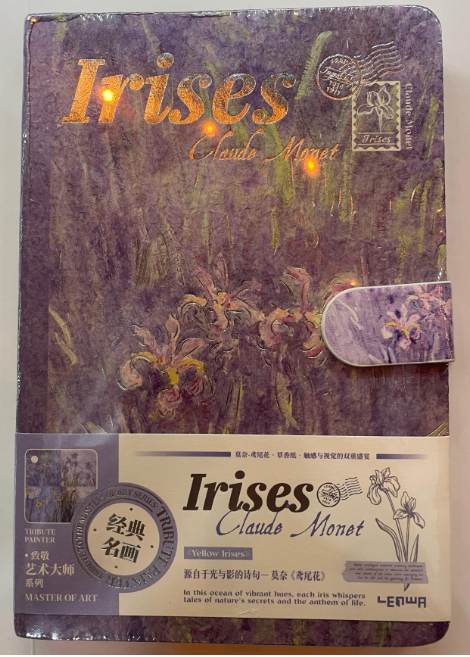 Irises
Claude Monet
Claude Monet
Irises
莫奈·鸢尾花 · 草香纸 · 触感与视觉的双重盛宴
Irises
Claude Monet
经典
名画
TRIBUTE
PAINTER
·致敬
艺术大师
系列
MASTER OF ART
Yellow Irises
源自于光与影的诗句—莫奈《鸢尾花》
In this ocean of vibrant hues, each iris whispers
tales of nature's secrets and the anthem of life.